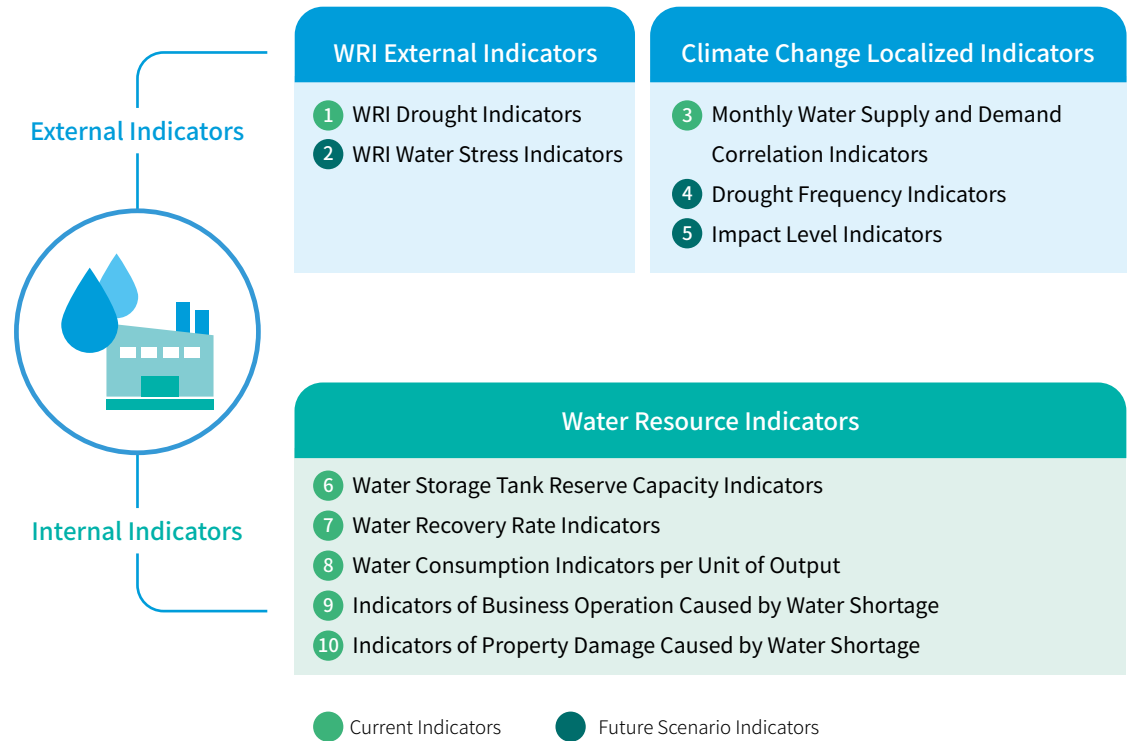 WRI External Indicators
1 WRI Drought Indicators
2 WRI Water Stress Indicators
Climate Change Localized Indicators
3 Monthly Water Supply and Demand
Correlation Indicators
4 Drought Frequency Indicators
5 Impact Level Indicators
External Indicators
Internal Indicators
Water Resource Indicators
6 Water Storage Tank Reserve Capacity Indicators
7 Water Recovery Rate Indicators
8 Water Consumption Indicators per Unit of Output
9 Indicators of Business Operation Caused by Water Shortage
10 Indicators of Property Damage Caused by Water Shortage
Current Indicators
Future Scenario Indicators